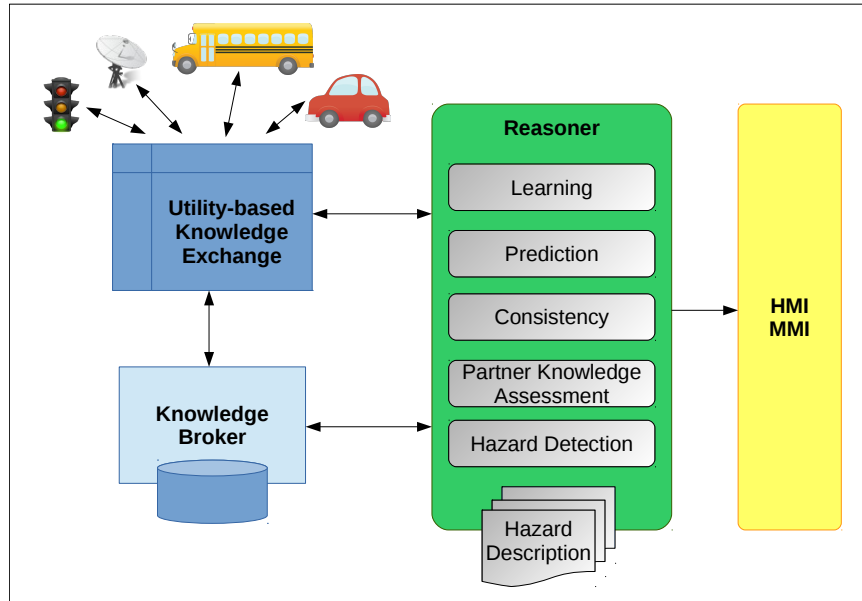 Utility-based
Knowledge
Exchange
Knowledge
Broker
Reasoner
Learning
Prediction
Consistency
Partner Knowledge
Assessment
Hazard Detection
Hazard
Description
HMI
MMI